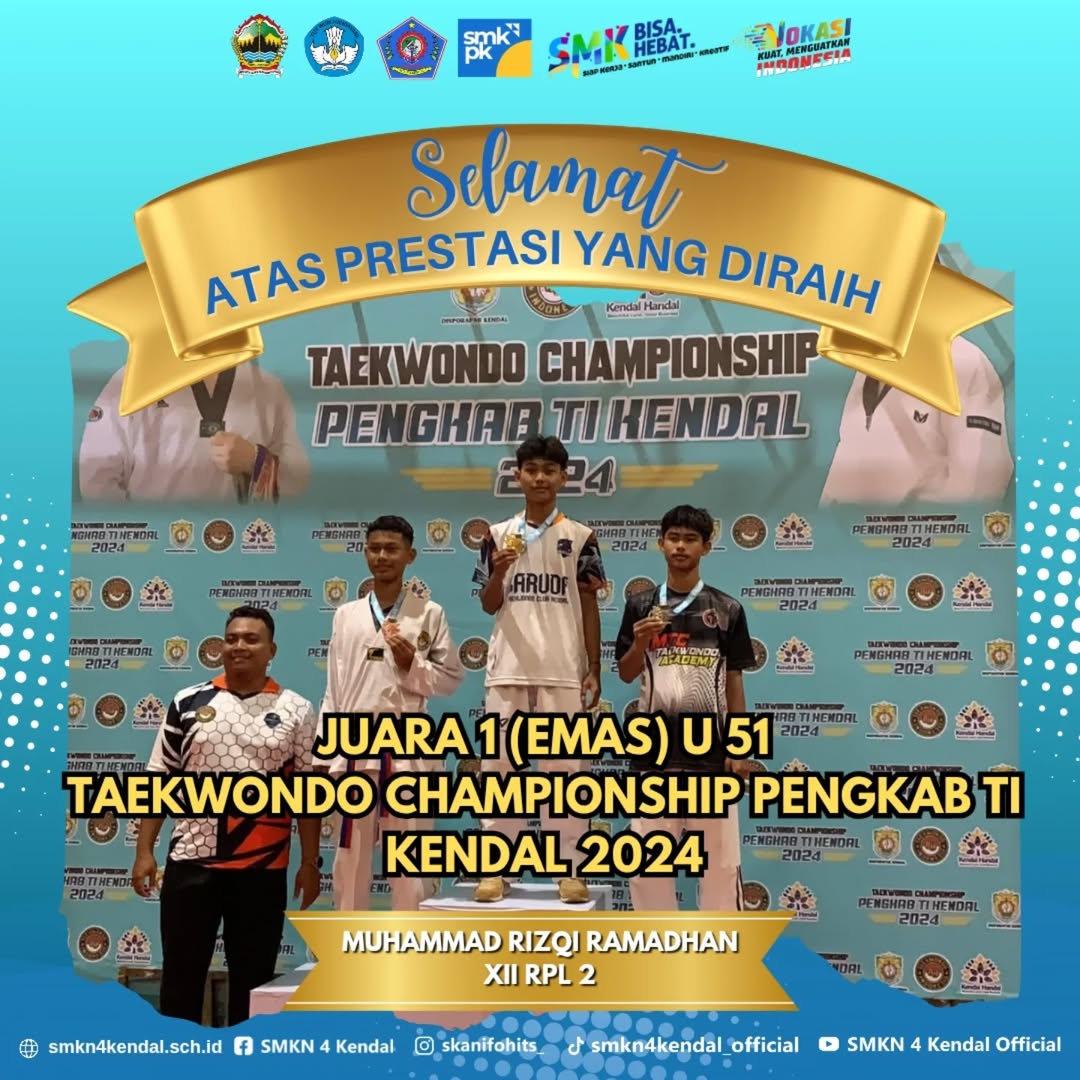 smk
pk
SMK BISA.
HEBAT.
SIAP KERJA • SANTUN • MANDIRI • KREATIF
VOKASI
KUAT, MENGUATKAN
INDONESIA
Selamat
ATAS PRESTASI YANG DIRAIH
DISPORAPAR KENDAL
Kendal Handal
TAEKWONDO CHAMPIONSHIP
PENGKAB TI KENDAL
2024
GARUDA
MCC
TAEKWONDO
ACADEMY
JUARA 1 (EMAS) U 51
TAEKWONDO CHAMPIONSHIP PENGKAB TI
KENDAL 2024
MUHAMMAD RIZQI RAMADHAN
XII RPL 2
smkn4kendal.sch.id SMKN 4 Kendal skanifohits_ smkn4kendal_official SMKN 4 Kendal Official